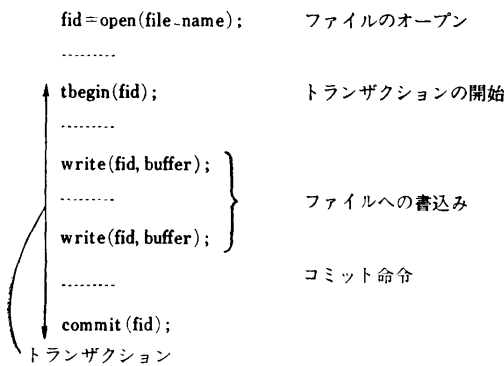 fid=open(file_name); ファイルのオープン
---------
tbegin(fid); トランザクションの開始
---------
write(fid, buffer);
--------- ファイルへの書込み
write(fid, buffer);
--------- コミット命令
commit(fid);
トランザクション